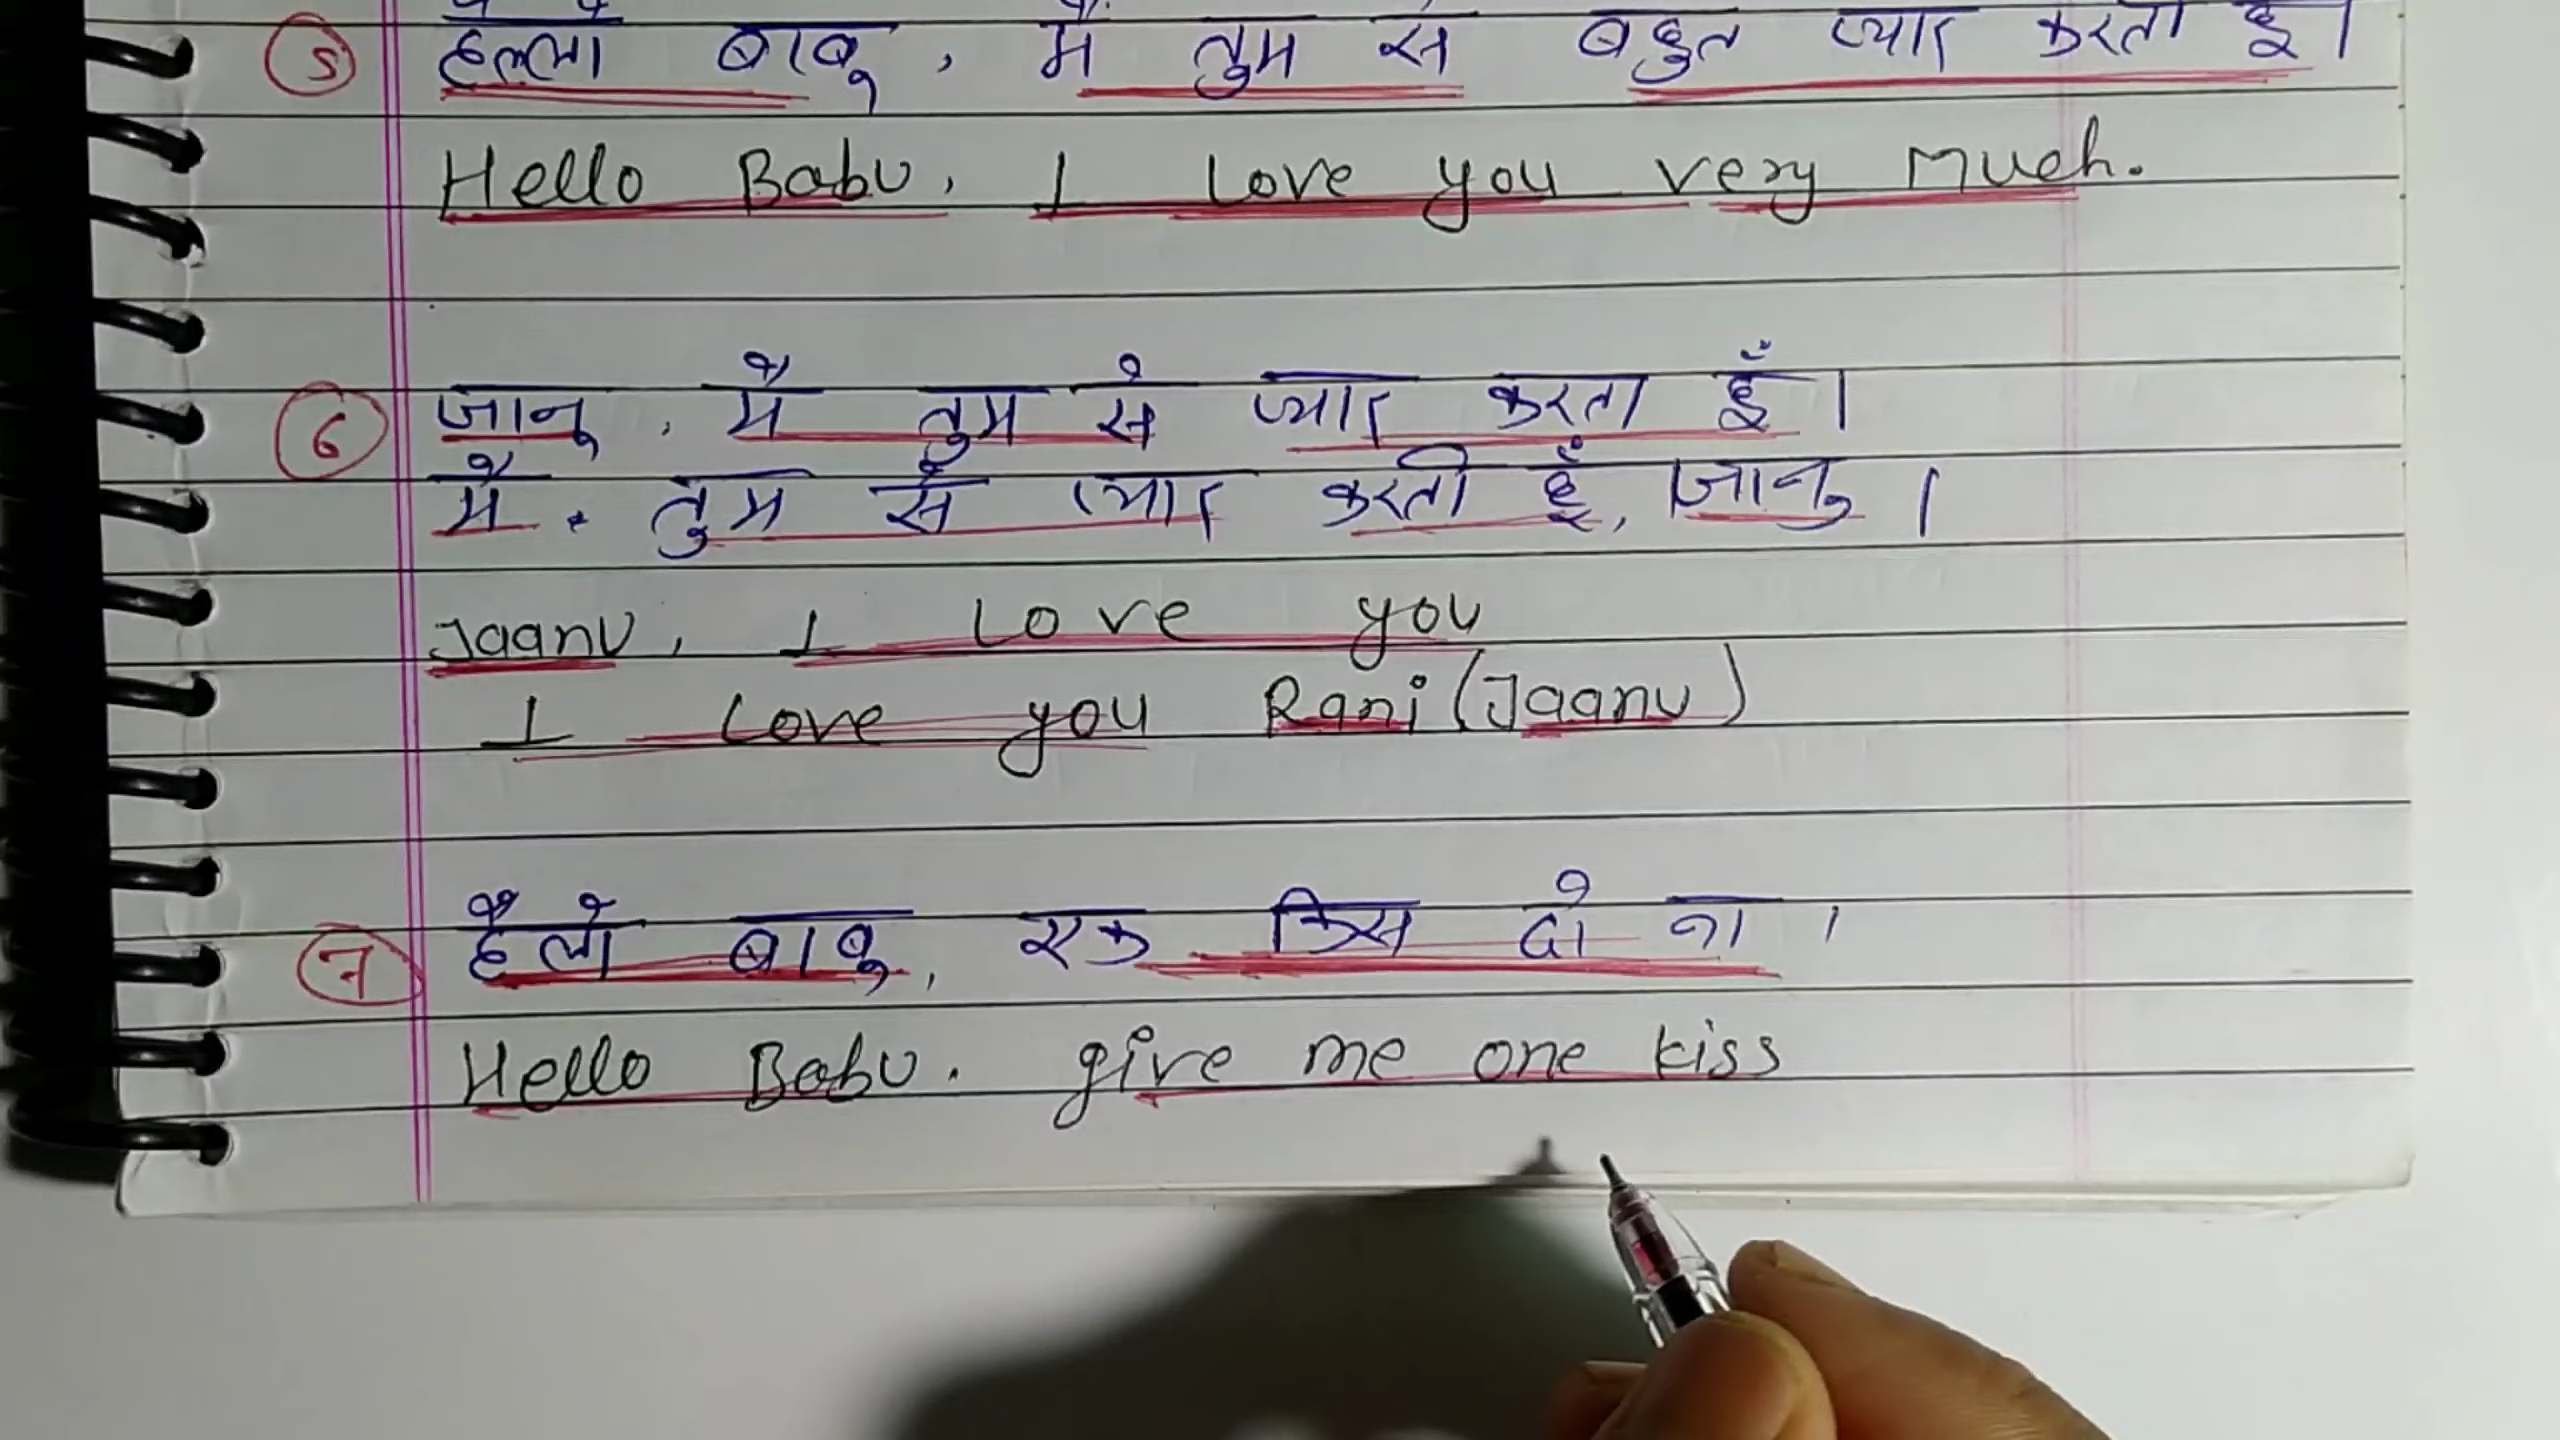 5 हेल्लो बाबू, मैं तुम से बहुत प्यार करता हूँ।
Hello Babu, I Love you very Much.
6 जानू, मैं तुम से प्यार करता हूँ।
मैं तुम से प्यार करती हूँ, जानु।
Jaanu, I Love you
I Love you Rani (Jaanu)
7 हैलो बाबू, एक किस दो ना।
Hello Babu. give me one kiss